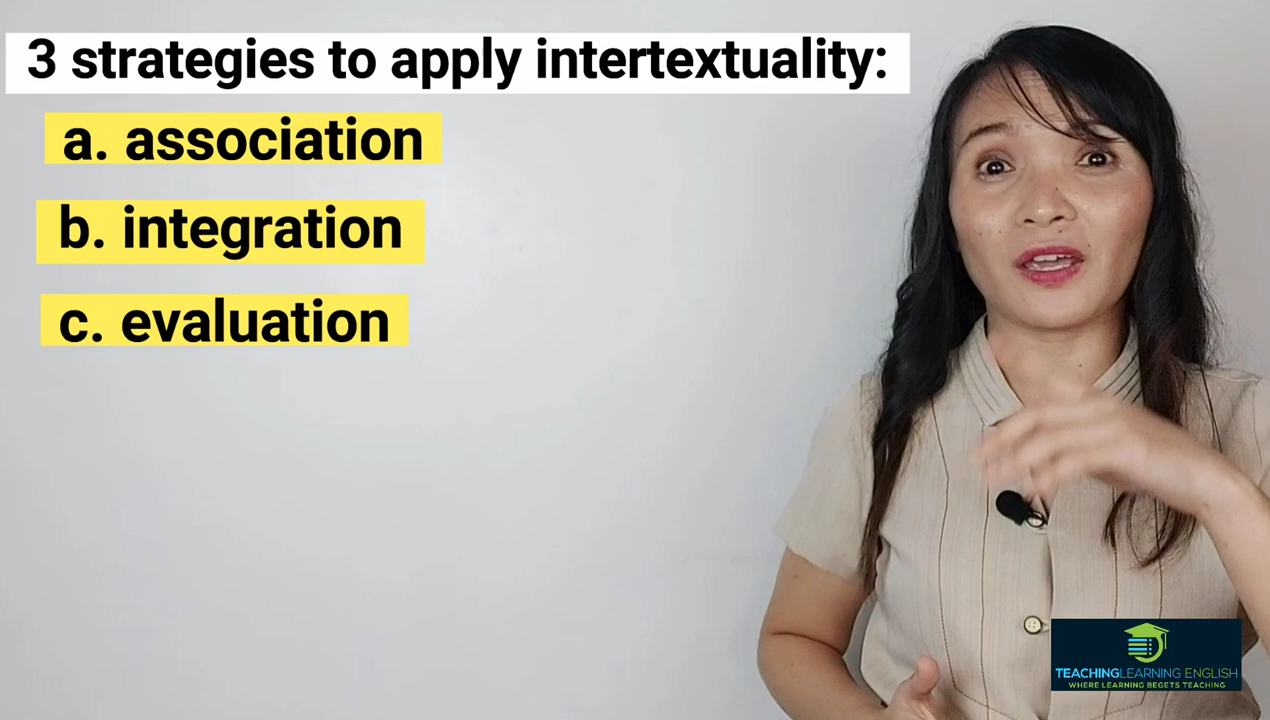 3 strategies to apply intertextuality:
a. association
b. integration
c. evaluation
TEACHINGLEARNING ENGLISH
WHERE LEARNING BEGETS TEACHING